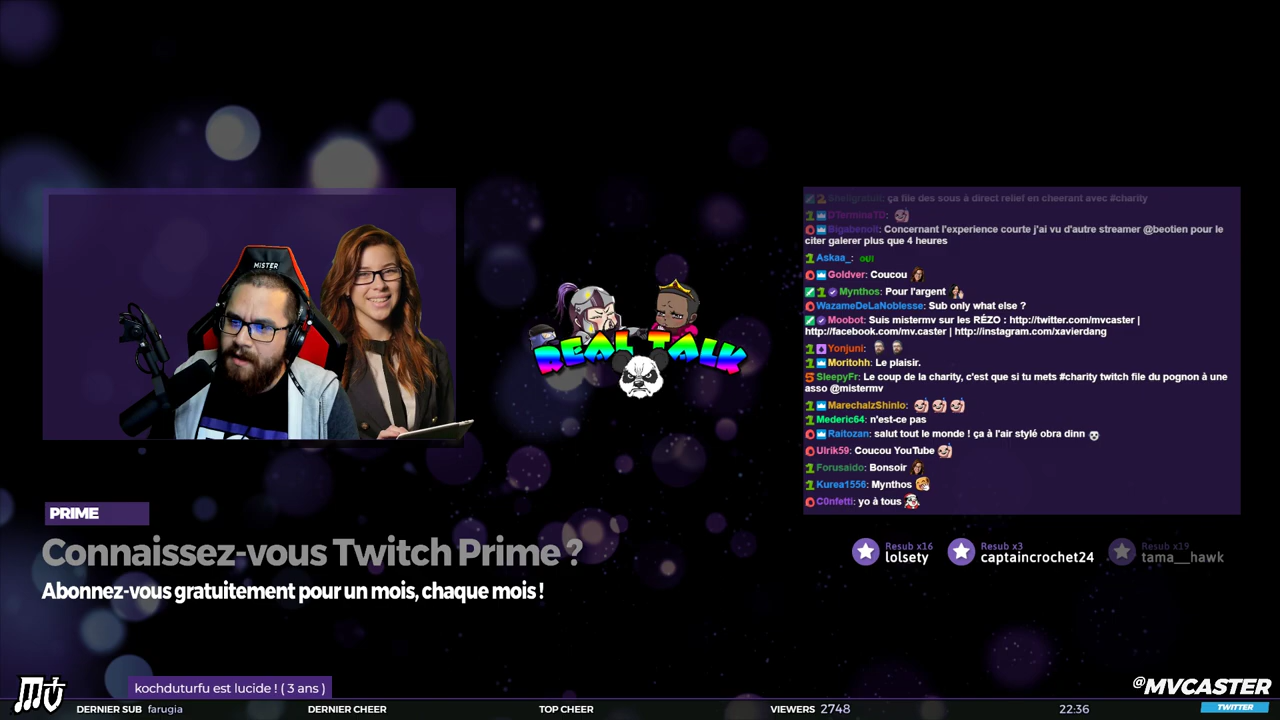 MISTER
REAL TALK
Shellgratuit: ça file des sous à direct relief en cheerant avec #charity
DTerminaTD:
Bigabenoit: Concernant l'experience courte j'ai vu d'autre streamer @beotien pour le
citer galerer plus que 4 heures
Askaa_: OUI
Goldver: Coucou
Mynthos: Pour l'argent
WazameDeLaNoblesse: Sub only what else ?
Moobot: Suis mistermv sur les RÉZO : http://twitter.com/mvcaster |
http://facebook.com/mv.caster | http://instagram.com/xavierdang
Yonjuni:
Moritohh: Le plaisir.
SleepyFr: Le coup de la charity, c'est que si tu mets #charity twitch file du pognon à une
asso @mistermv
MarechalzShinlo:
Mederic64: n'est-ce pas
Raitozan: salut tout le monde ! ça à l'air stylé obra dinn
Ulrik59: Coucou YouTube
Forusaido: Bonsoir
Kurea1556: Mynthos
C0nfetti: yo à tous
PRIME
Connaissez-vous Twitch Prime ?
Abonnez-vous gratuitement pour un mois, chaque mois !
Resub x16
lolsety
Resub x3
captaincrochet24
Resub x19
tama__hawk
kochduturfu est lucide ! ( 3 ans )
@MVCASTER
MV
DERNIER SUB farugia
DERNIER CHEER
TOP CHEER
VIEWERS 2748
22:36
TWITTER